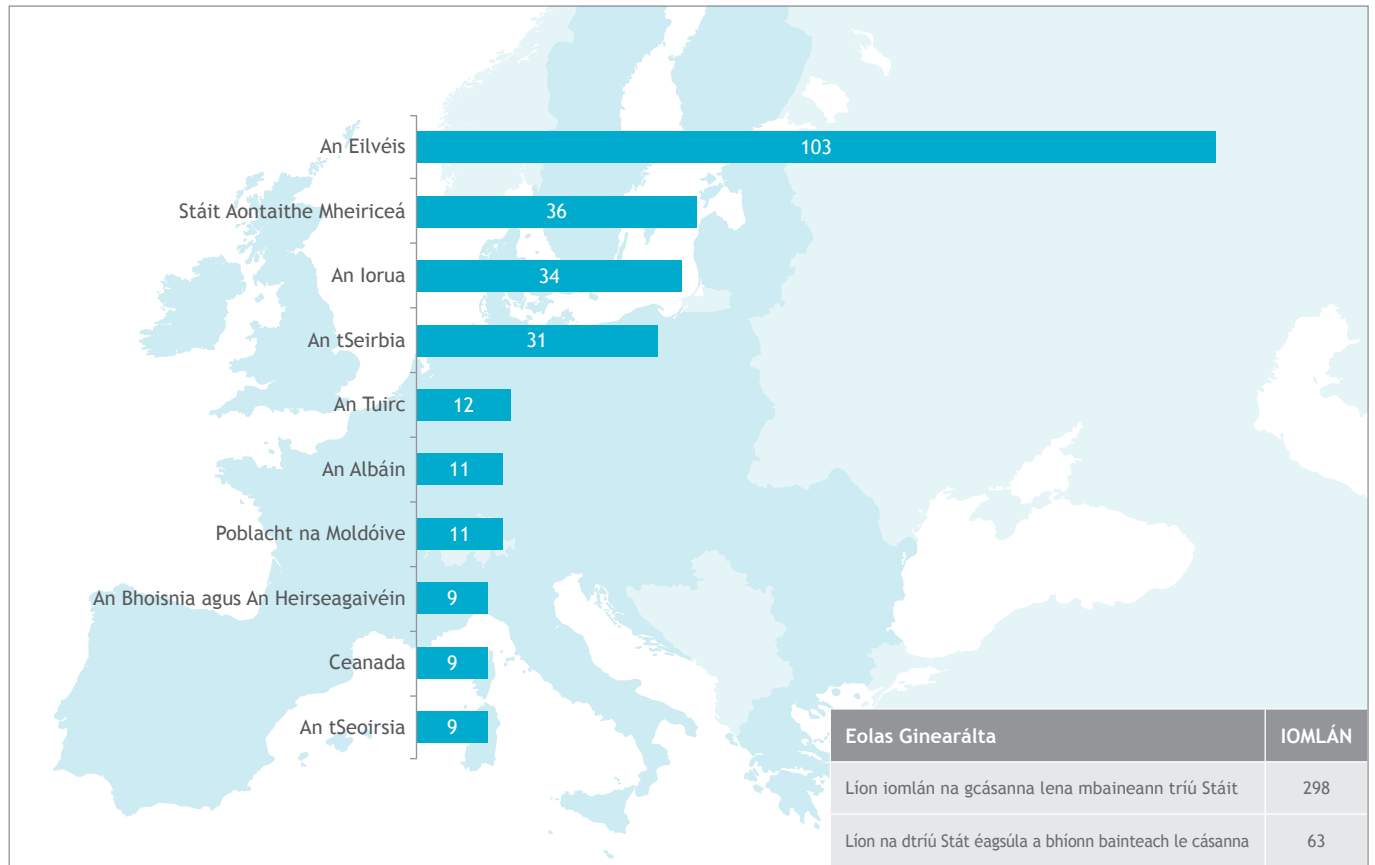 An Eilvéis 103
Stáit Aontaithe Mheiriceá 36
An Iorua 34
An tSeirbia 31
An Tuirc 12
An Albáin 11
Poblacht na Moldóive 11
An Bhoisnia agus An Heirseagaivéin 9
Ceanada 9
An tSeoirsia 9
Eolas Ginearálta IOMLÁN
Líon iomlán na gcásanna lena mbaineann tríú Stáit 298
Líon na dtríú Stát éagsúla a bhíonn bainteach le cásanna 63